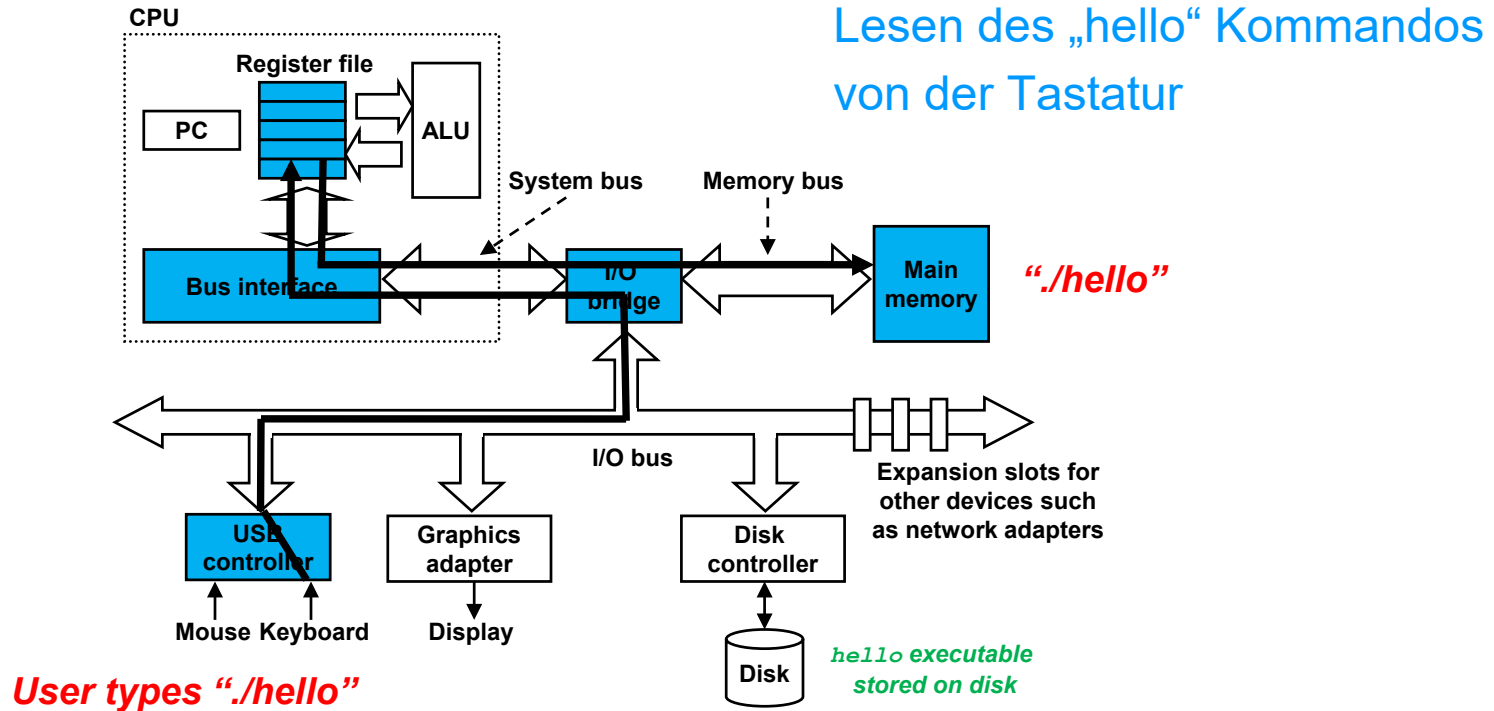 CPU
Lesen des „hello“ Kommandos
von der Tastatur
Register file
PC
ALU
System bus
Memory bus
Bus interface
I/O
bridge
Main
memory
“./hello”
I/O bus
Expansion slots for
other devices such
as network adapters
USB
controller
Graphics
adapter
Disk
controller
Mouse
Keyboard
Display
Disk
hello executable
stored on disk
User types “./hello”